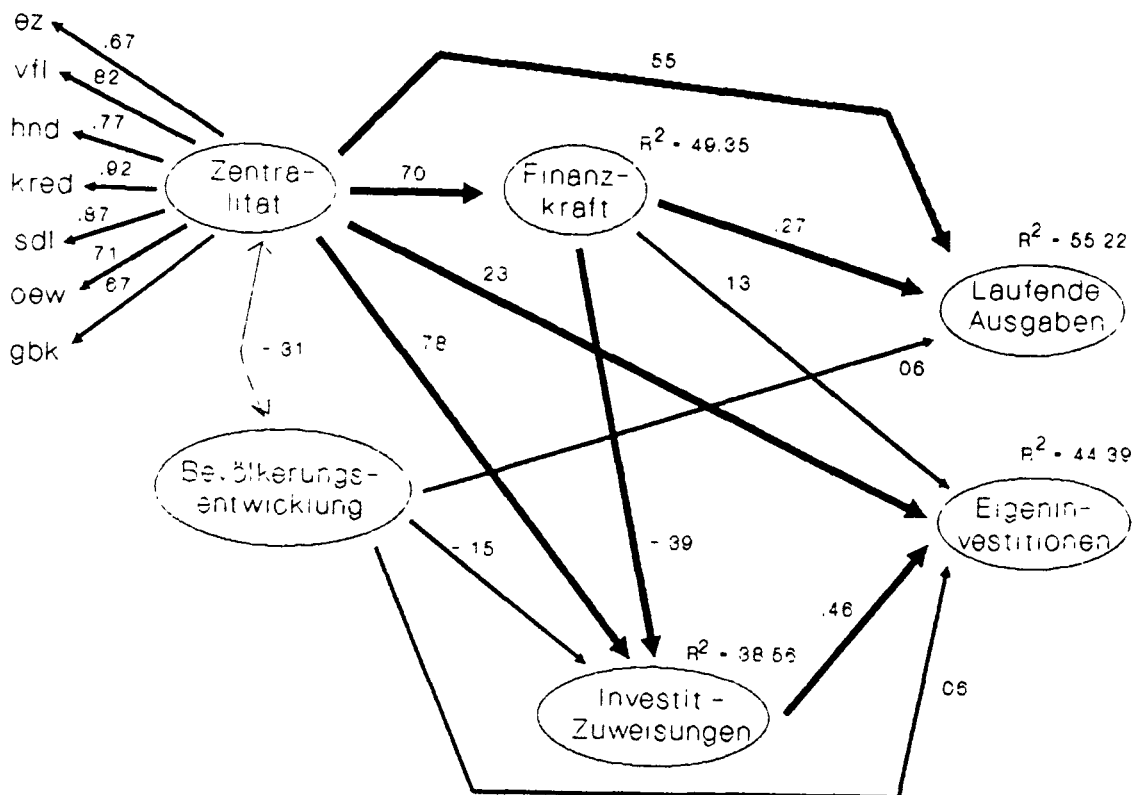 ez
.67
vfl
.82
hnd
.77
kred
.92
sdl
.87
oew
.71
gbk
.67
Zentra-
lität
55
70
R² - 49.35
Finanz-
kraft
.27
R² - 55 22
Laufende
Ausgaben
23
13
.78
- 31
06
Bevölkerungs-
entwicklung
R² - 44 39
Eigenin-
vestitionen
- .15
- 39
.46
R² - 38 56
Investit -
Zuweisungen
06